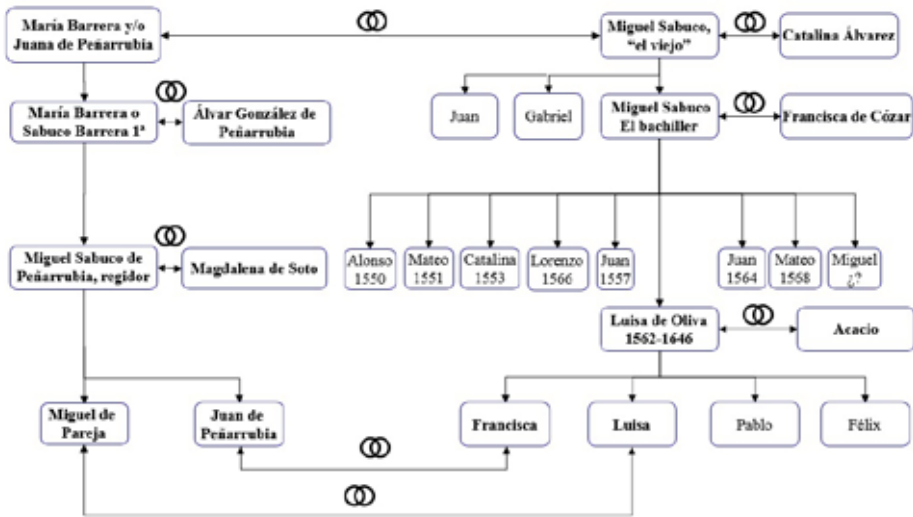 María Barrera y/o
Juana de Peñarrubia
Miguel Sabuco,
“el viejo”
Catalina Álvarez
María Barrera o
Sabuco Barrera 1ª
Álvar González de
Peñarrubia
Juan
Gabriel
Miguel Sabuco
El bachiller
Francisca de Cózar
Miguel Sabuco de
Peñarrubia, regidor
Magdalena de Soto
Alonso
1550
Mateo
1551
Catalina
1553
Lorenzo
1566
Juan
1557
Juan
1564
Mateo
1568
Miguel
¿?
Luisa de Oliva
1562-1646
Acacio
Miguel de
Pareja
Juan de
Peñarrubia
Francisca
Luisa
Pablo
Félix